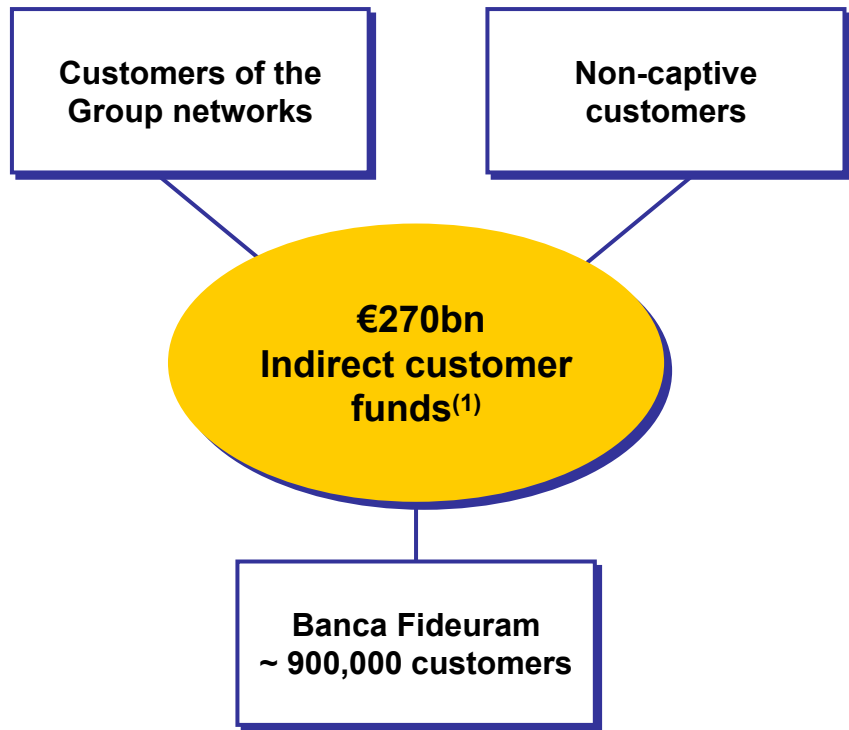 Customers of the
Group networks
Non-captive
customers
€270bn
Indirect customer
funds(1)
Banca Fideuram
~ 900,000 customers